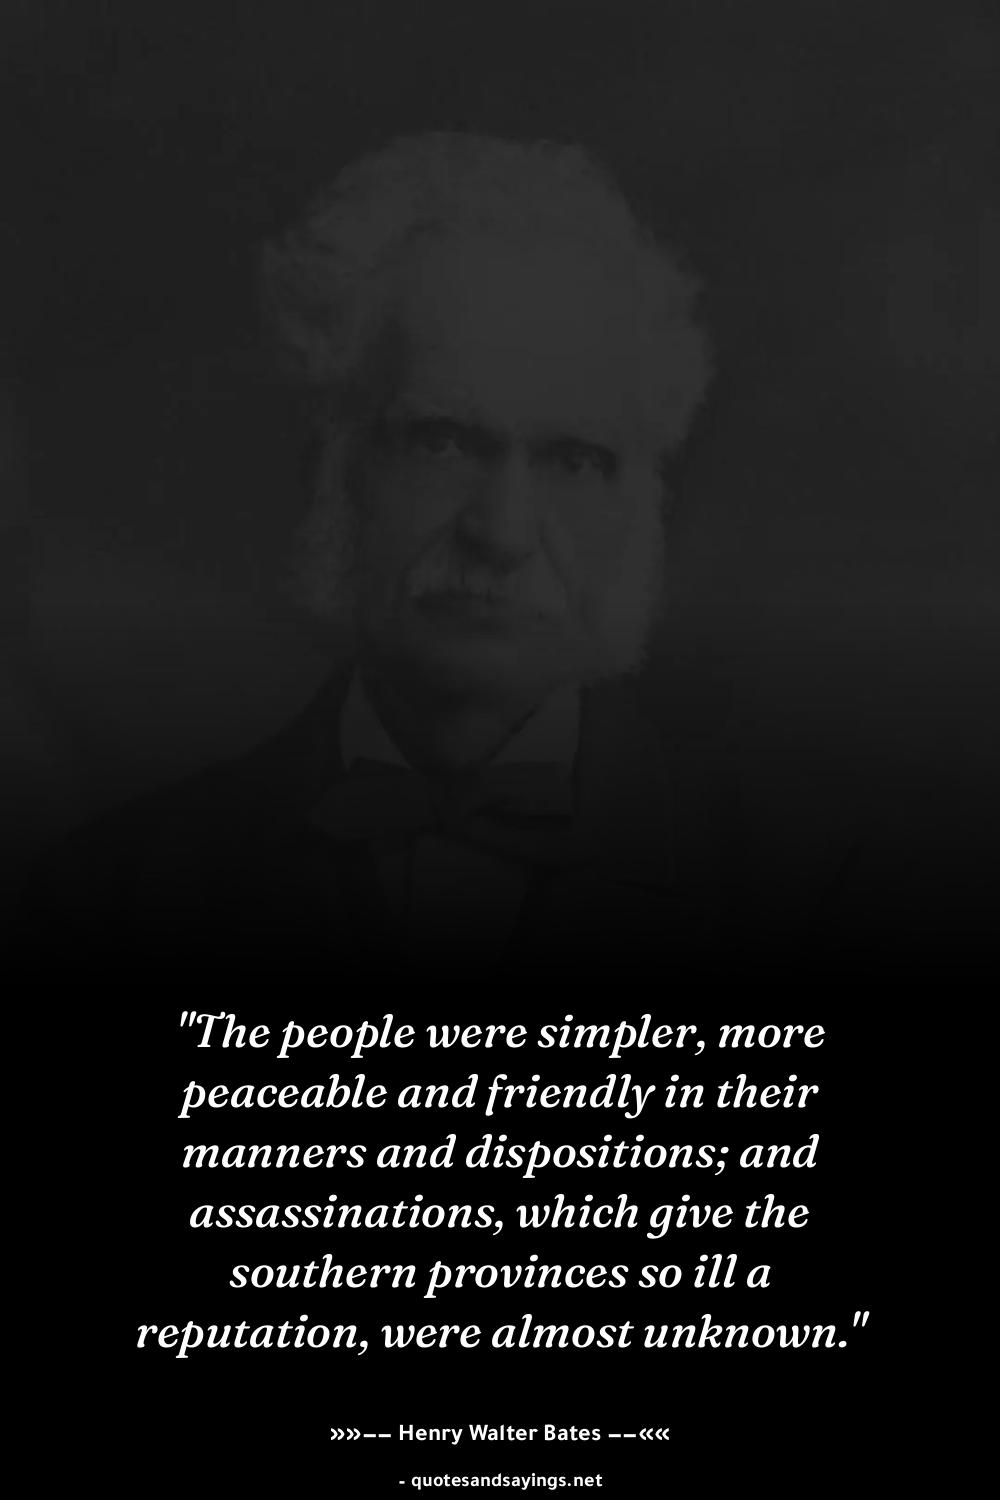 "The people were simpler, more
peaceable and friendly in their
manners and dispositions; and
assassinations, which give the
southern provinces so ill a
reputation, were almost unknown."
»»−− Henry Walter Bates −−««
- quotesandsayings.net